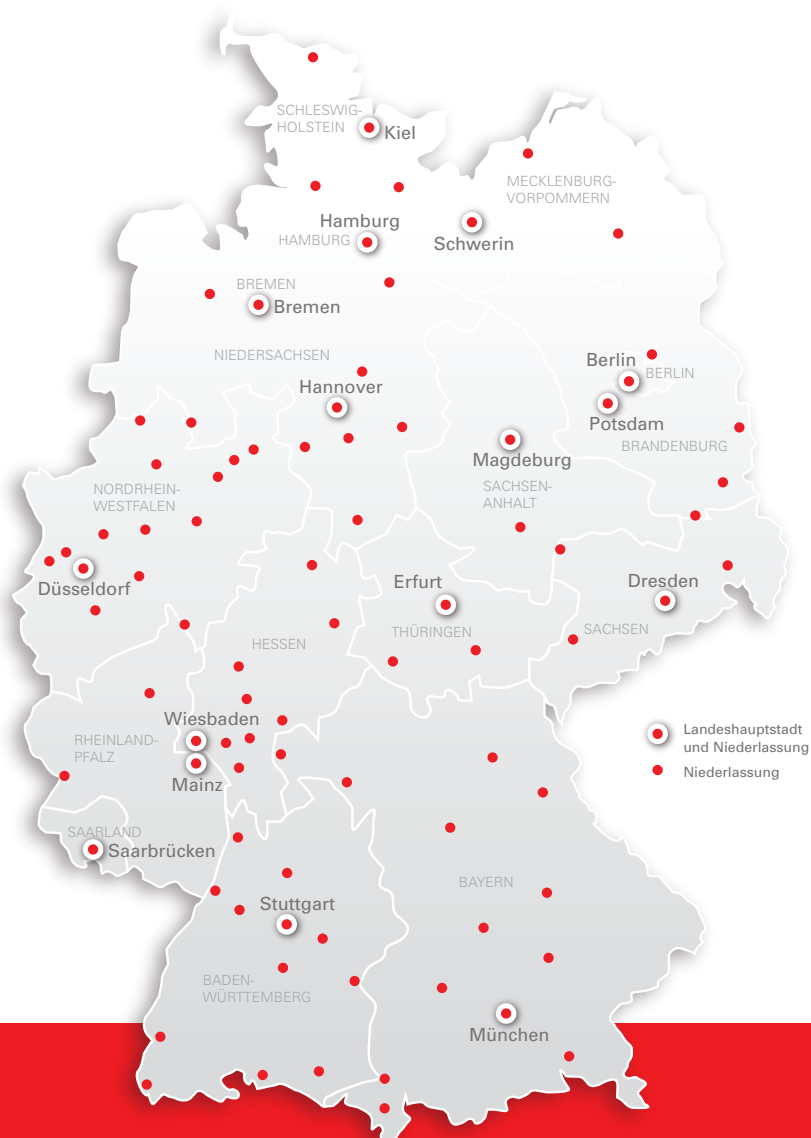 SCHLESWIG-
HOLSTEIN
Kiel
MECKLENBURG-
VORPOMMERN
Hamburg
HAMBURG
Schwerin
BREMEN
Bremen
NIEDERSACHSEN
Berlin
BERLIN
Hannover
Potsdam
BRANDENBURG
Magdeburg
NORDRHEIN-
WESTFALEN
SACHSEN-
ANHALT
Düsseldorf
Erfurt
Dresden
THÜRINGEN
SACHSEN
HESSEN
Wiesbaden
RHEINLAND-
PFALZ
Mainz
Landeshauptstadt
und Niederlassung
Niederlassung
SAARLAND
Saarbrücken
BAYERN
Stuttgart
BADEN-
WÜRTTEMBERG
München